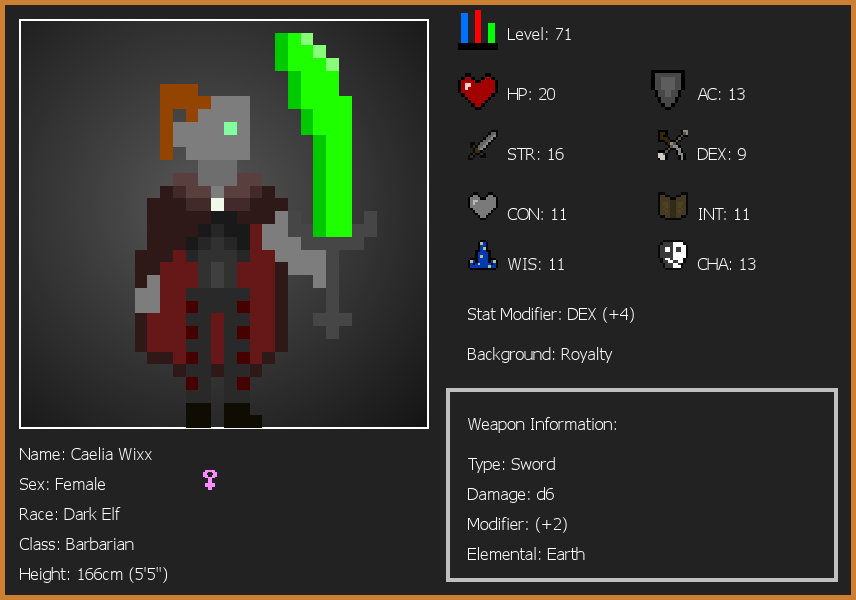 Level: 71
HP: 20
AC: 13
STR: 16
DEX: 9
CON: 11
INT: 11
WIS: 11
CHA: 13
Stat Modifier: DEX (+4)
Background: Royalty
Weapon Information:
Type: Sword
Damage: d6
Modifier: (+2)
Elemental: Earth
Name: Caelia Wixx
Sex: Female
Race: Dark Elf
Class: Barbarian
Height: 166cm (5'5")